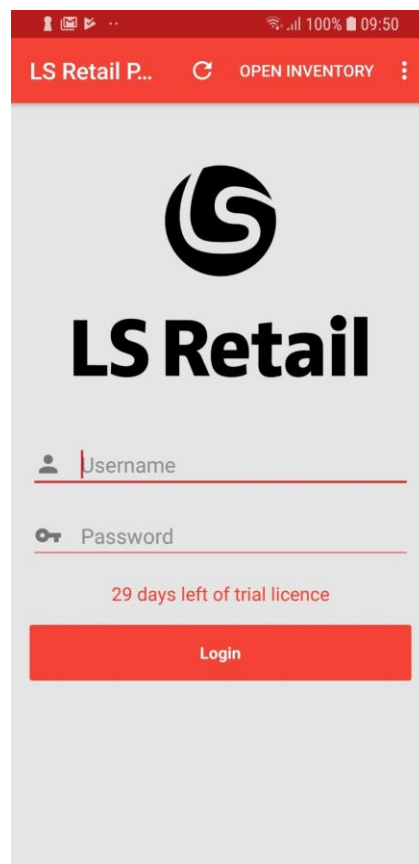 100% 09:50
LS Retail P... OPEN INVENTORY
LS Retail
Username
Password
29 days left of trial licence
Login